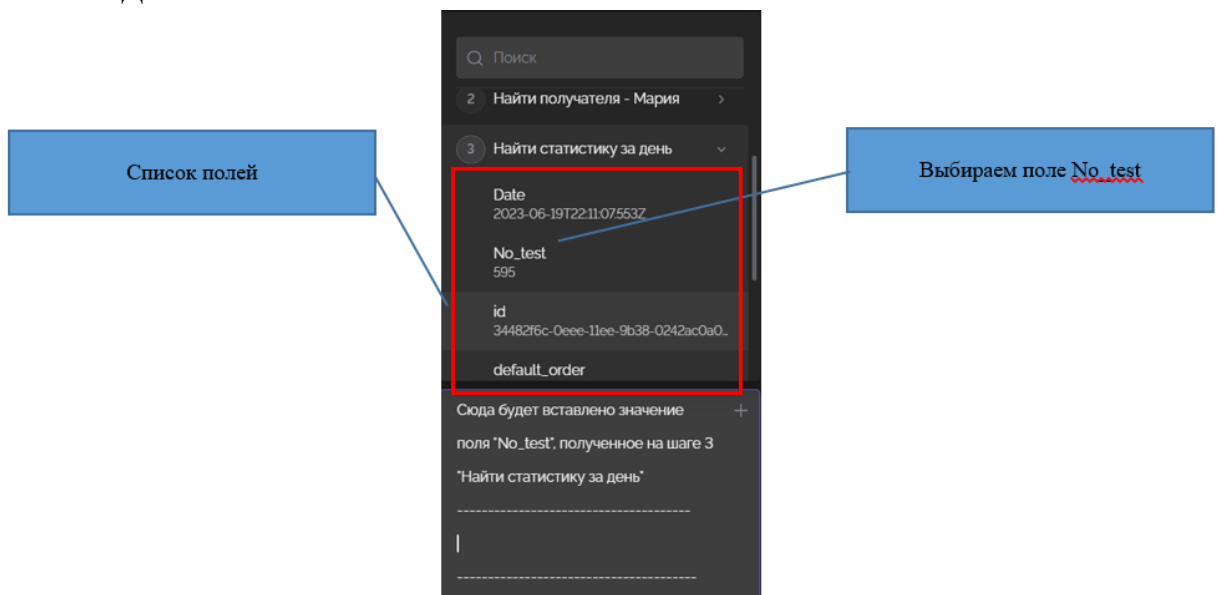 Поиск
2 Найти получателя - Мария
3 Найти статистику за день
Список полей
Выбираем поле No_test
Date
2023-06-19T22:11:07.553Z
No_test
595
id
34482f6c-0eee-11ee-9b38-0242ac0a0...
default_order
Сюда будет вставлено значение
поля "No_test", полученное на шаге 3
"Найти статистику за день"
--------------------------------------
--------------------------------------